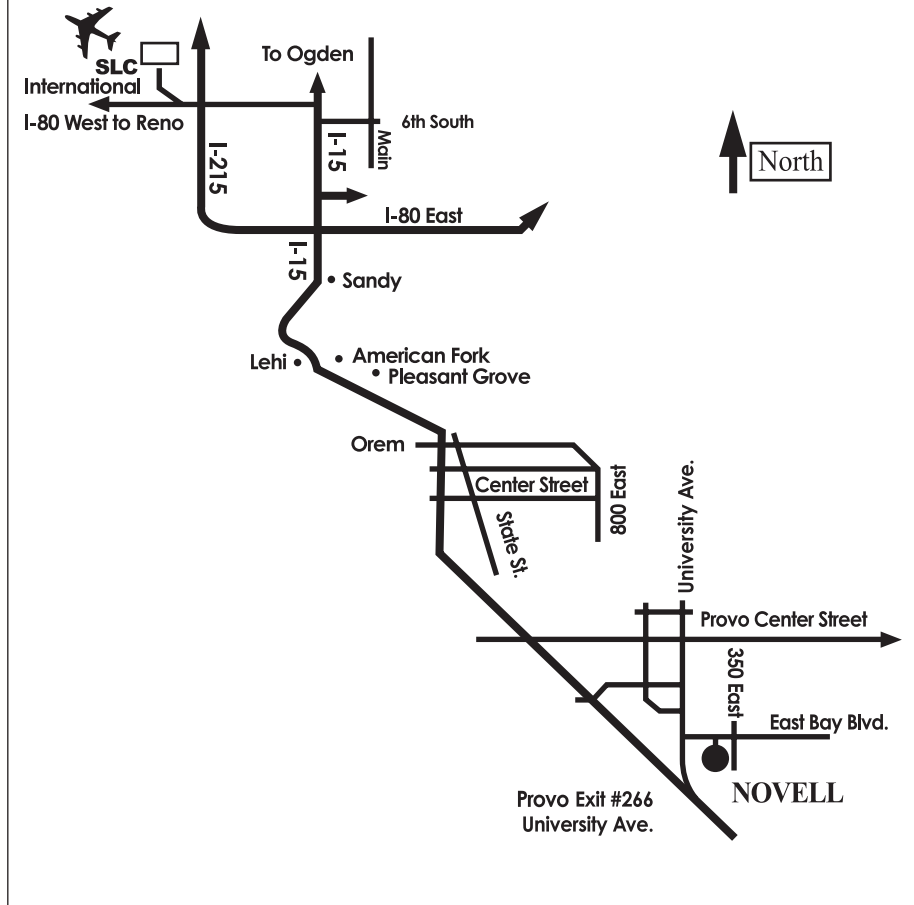 To Ogden
SLC
International
I-80 West to Reno
6th South
Main
I-15
I-215
North
I-80 East
I-15
Sandy
American Fork
Lehi
Pleasant Grove
Orem
Center Street
800 East
State St.
University Ave.
Provo Center Street
350 East
East Bay Blvd.
NOVELL
Provo Exit #266
University Ave.